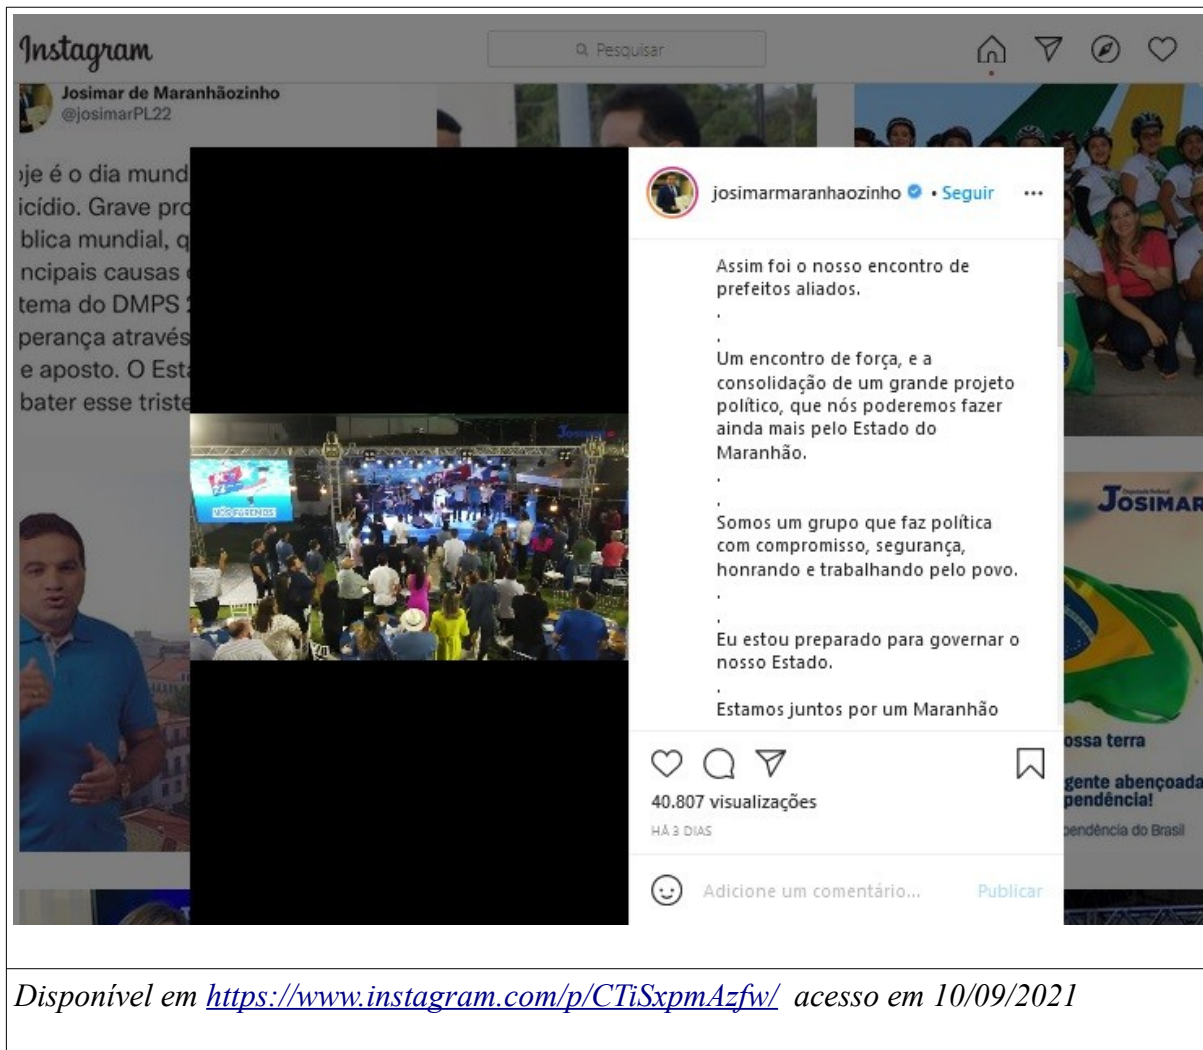 Instagram
Pesquisar
Josimar de Maranhãozinho
@josimarPL22
je é o dia mund
icídio. Grave pro
blica mundial, q
ncipais causas
tema do DMPS
perança através
e aposto. O Est
bater esse triste
NÓS FAREMOS!
josimarmaranhaozinho • Seguir ...
Assim foi o nosso encontro de
prefeitos aliados.
.
.
Um encontro de força, e a
consolidação de um grande projeto
político, que nós poderemos fazer
ainda mais pelo Estado do
Maranhão.
.
.
Somos um grupo que faz política
com compromisso, segurança,
honrando e trabalhando pelo povo.
.
.
Eu estou preparado para governar o
nosso Estado.
.
Estamos juntos por um Maranhão
40.807 visualizações
HÁ 3 DIAS
Adicione um comentário... Publicar
Deputado Federal
JOSIMAR
ossa terra
gente abençoada
pendência!
pendência do Brasil
Disponível em https://www.instagram.com/p/CTiSxpmAzfw/ acesso em 10/09/2021